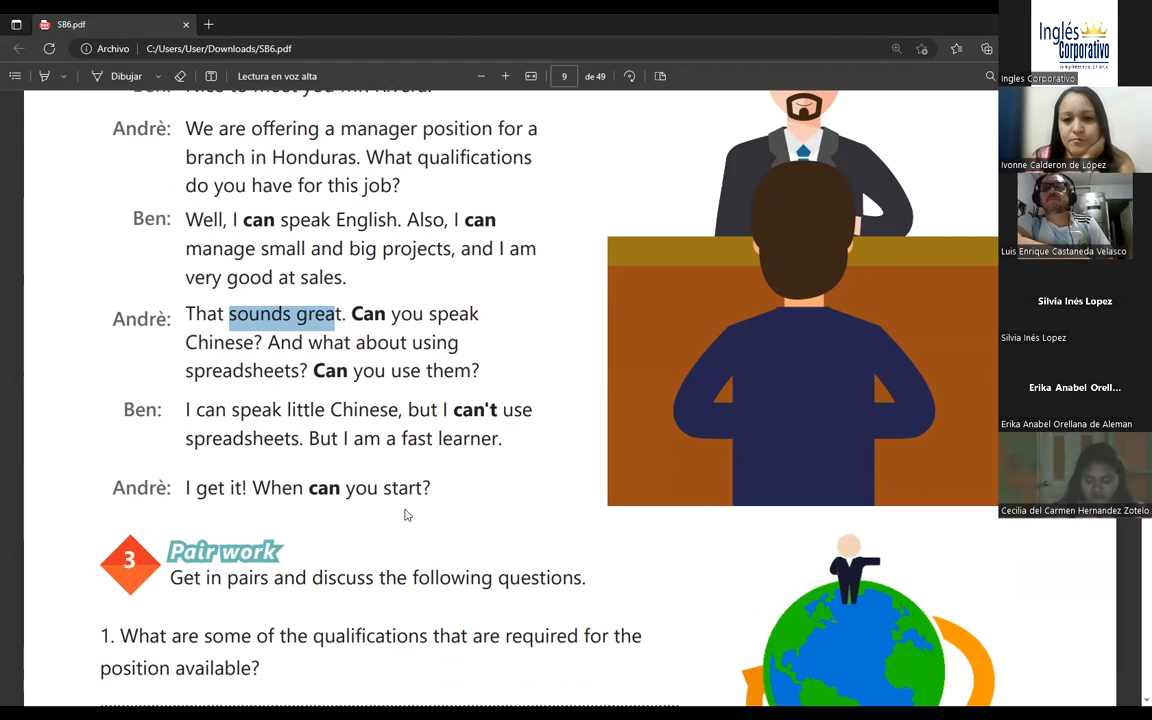 SB6.pdf
Archivo
C:/Users/User/Downloads/SB6.pdf
Dibujar
Lectura en voz alta
9
de 49
Ben: Nice to meet you
Andrè: We are offering a manager position for a
branch in Honduras. What qualifications
do you have for this job?
Ben: Well, I can speak English. Also, I can
manage small and big projects, and I am
very good at sales.
Andrè: That sounds great. Can you speak
Chinese? And what about using
spreadsheets? Can you use them?
Ben: I can speak little Chinese, but I can't use
spreadsheets. But I am a fast learner.
Andrè: I get it! When can you start?
3
Pair work
Get in pairs and discuss the following questions.
1. What are some of the qualifications that are required for the
position available?
Inglés
Corporativo
Ingles Corporativo
Ivonne Calderon de López
Luis Enrique Castaneda Velasco
Silvia Inés Lopez
Silvia Inés Lopez
Erika Anabel Orell...
Erika Anabel Orellana de Aleman
Cecilia del Carmen Hernandez Zotelo